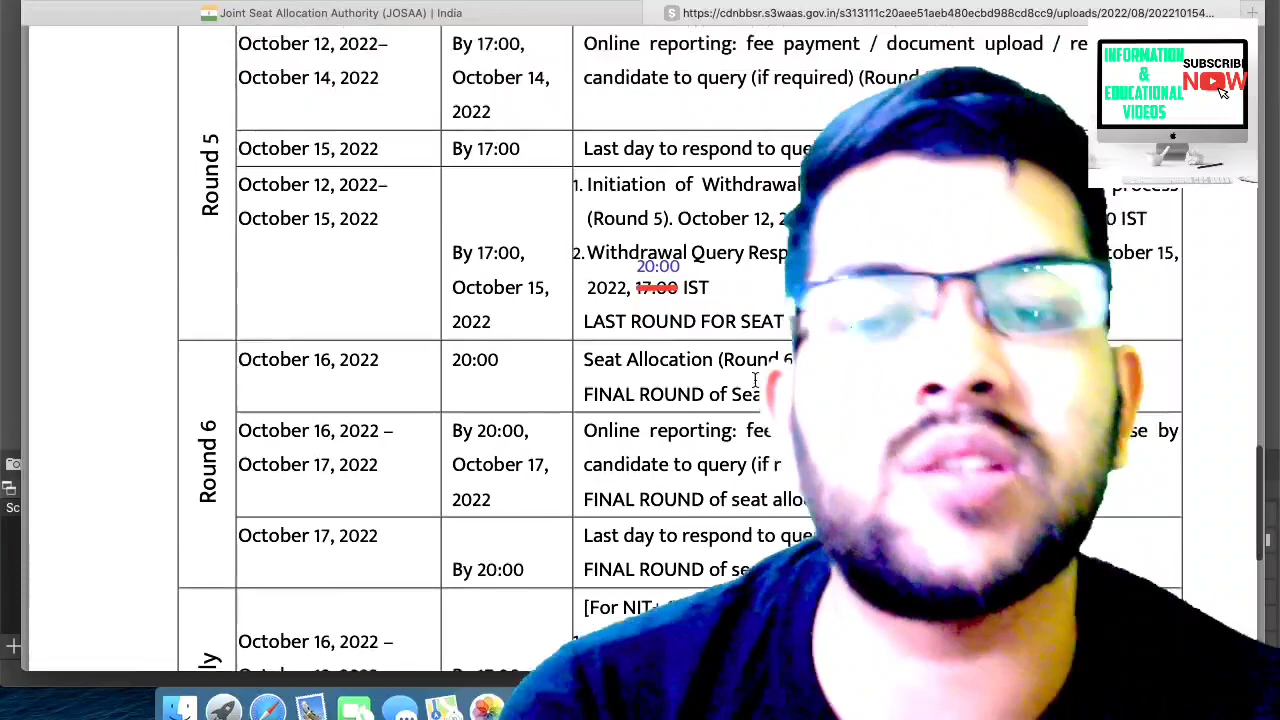 Joint Seat Allocation Authority (JOSAA) | India
https://cdnbbsr.s3waas.gov.in/s313111c20aee51aeb480ecbd988cd8cc9/uploads/2022/08/202210154...
INFORMATION
&
EDUCATIONAL
VIDEOS
SUBSCRIBE
NOW
Round 5
October 12, 2022–
October 14, 2022
By 17:00,
October 14,
2022
Online reporting: fee payment / document upload / re
candidate to query (if required) (Round
October 15, 2022
By 17:00
Last day to respond to que
October 12, 2022–
October 15, 2022
By 17:00,
October 15,
2022
1. Initiation of Withdrawal process
(Round 5). October 12, 0 IST
2. Withdrawal Query Resp tober 15,
20:00
2022, 17:00 IST
LAST ROUND FOR SEAT
Round 6
October 16, 2022
20:00
Seat Allocation (Round 6
FINAL ROUND of Sea
October 16, 2022 –
October 17, 2022
By 20:00,
October 17,
2022
Online reporting: fee se by
candidate to query (if r
FINAL ROUND of seat allo
October 17, 2022
By 20:00
Last day to respond to que
FINAL ROUND of se
ly
[For NIT+
October 16, 2022 –
Sc